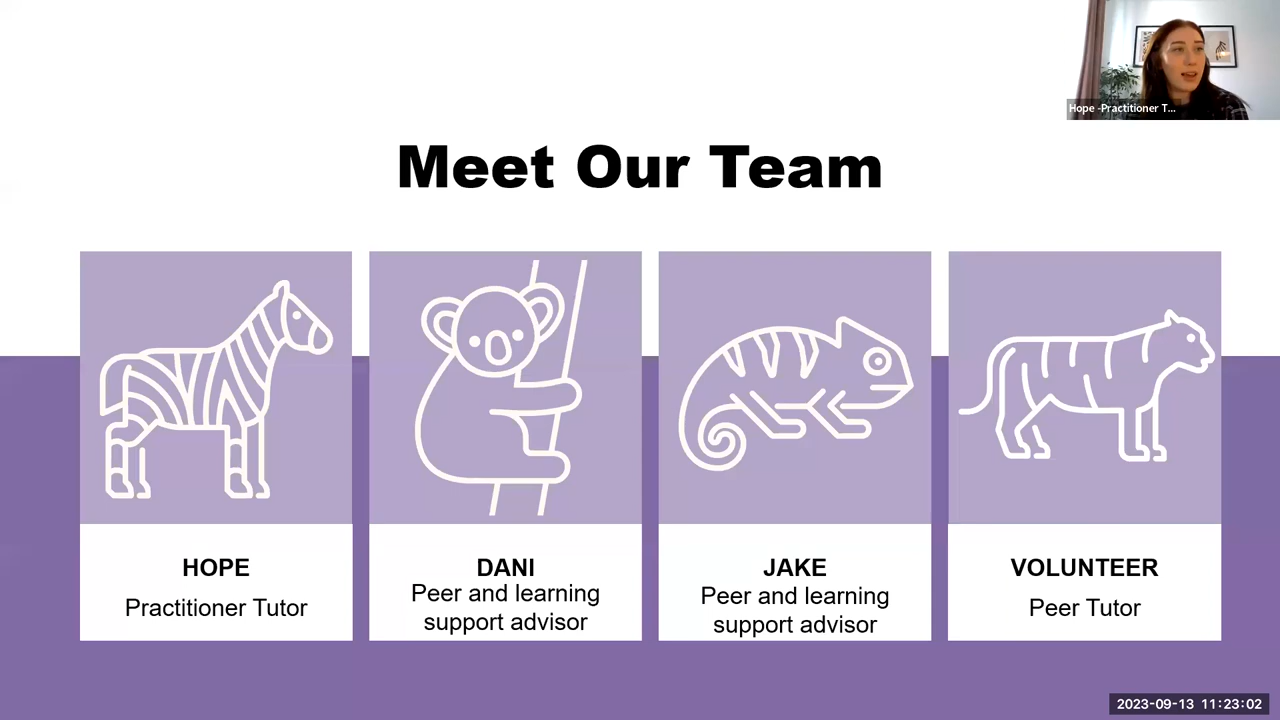 Hope -Practitioner T...
Meet Our Team
HOPE
Practitioner Tutor
DANI
Peer and learning
support advisor
JAKE
Peer and learning
support advisor
VOLUNTEER
Peer Tutor
2023-09-13 11:23:02